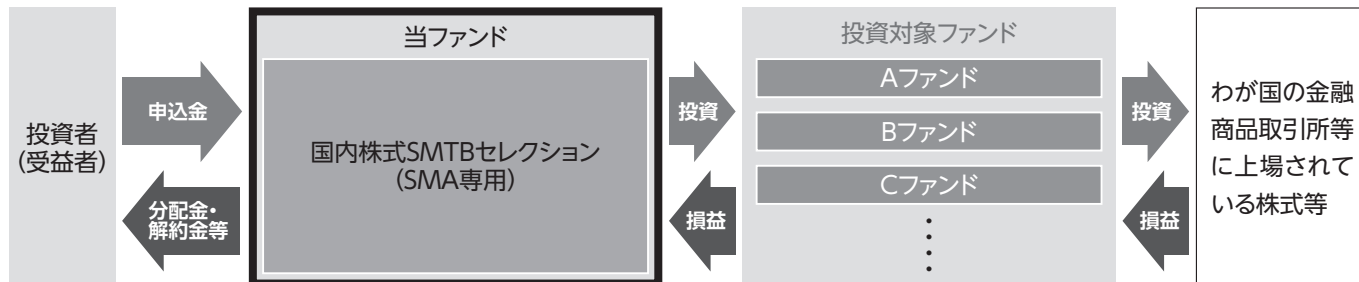 投資者
(受益者)
申込金
分配金・
解約金等
当ファンド
国内株式SMTBセレクション
(SMA専用)
投資
損益
投資対象ファンド
Aファンド
Bファンド
Cファンド
投資
損益
わが国の金融
商品取引所等
に上場されて
いる株式等